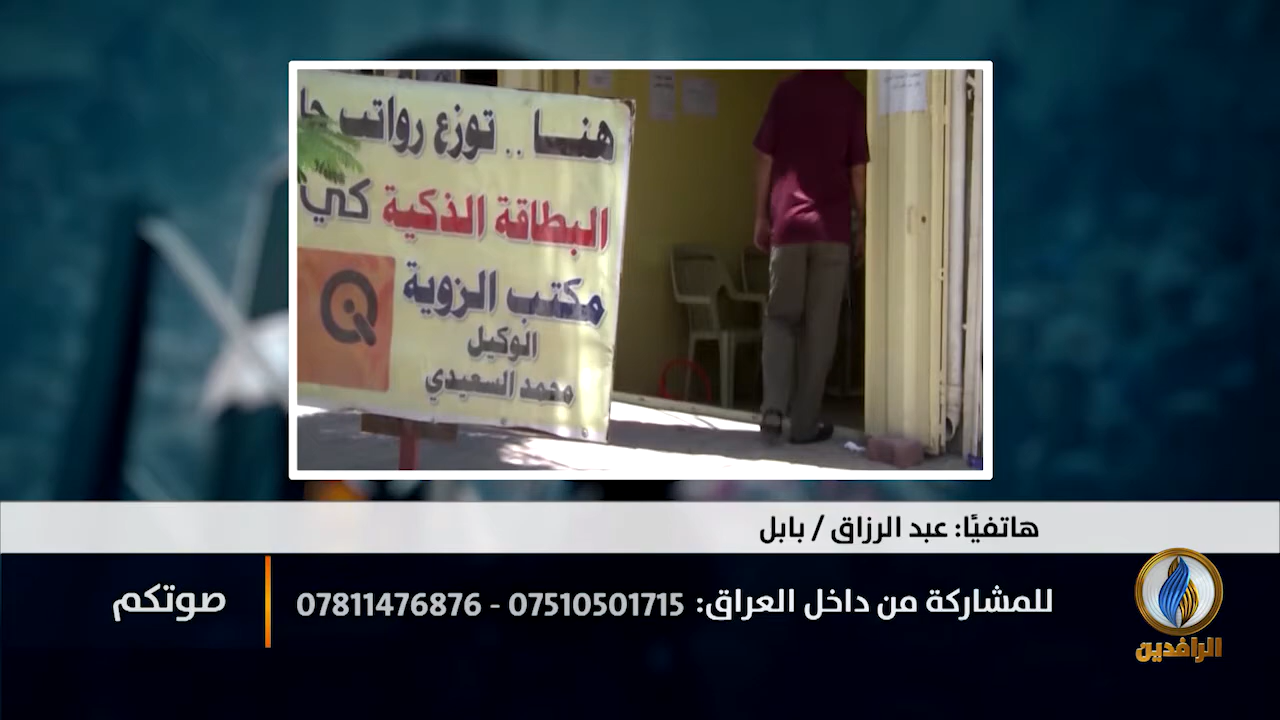 هنا .. توزع رواتب
البطاقة الذكية كي
مكتب الزوية
الوكيل
محمد السعيدي
هاتفيًا: عبد الرزاق / بابل
للمشاركة من داخل العراق: 07510501715 - 07811476876
صوتكم
الرافدين